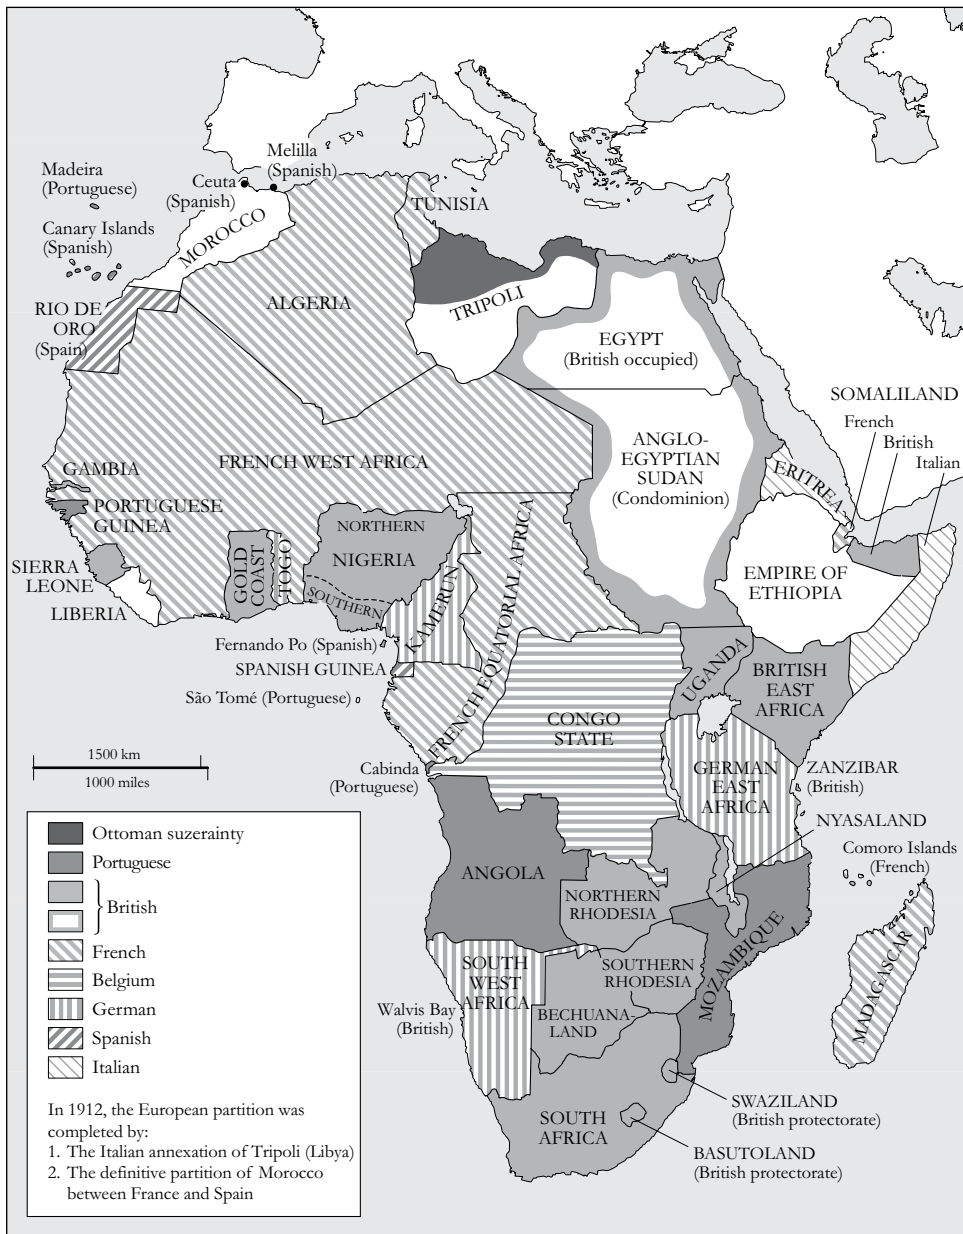 Melilla
(Spanish)
Madeira
(Portuguese)
Ceuta
(Spanish)
Canary Islands
(Spanish)
MOROCCO
TUNISIA
ALGERIA
TRIPOLI
RIO DE
ORO
(Spain)
EGYPT
(British occupied)
SOMALILAND
French
British
Italian
ANGLO-
EGYPTIAN
SUDAN
(Condominion)
FRENCH WEST AFRICA
GAMBIA
PORTUGUESE
GUINEA
ERITREA
NORTHERN
NIGERIA
SOUTHERN
GOLD
COAST
TOGO
SIERRA
LEONE
LIBERIA
KAMERUN
FRENCH EQUATORIAL AFRICA
EMPIRE OF
ETHIOPIA
Fernando Po (Spanish)
SPANISH GUINEA
São Tomé (Portuguese)
UGANDA
BRITISH
EAST
AFRICA
CONGO
STATE
1500 km
1000 miles
Cabinda
(Portuguese)
GERMAN
EAST
AFRICA
ZANZIBAR
(British)
NYASALAND
Comoro Islands
(French)
ANGOLA
NORTHERN
RHODESIA
MOZAMBIQUE
MADAGASCAR
SOUTH
WEST
AFRICA
SOUTHERN
RHODESIA
Walvis Bay
(British)
BECHUANA-
LAND
SOUTH
AFRICA
SWAZILAND
(British protectorate)
BASUTOLAND
(British protectorate)
Ottoman suzerainty
Portuguese
British
French
Belgium
German
Spanish
Italian
In 1912, the European partition was
completed by:
1. The Italian annexation of Tripoli (Libya)
2. The definitive partition of Morocco
between France and Spain